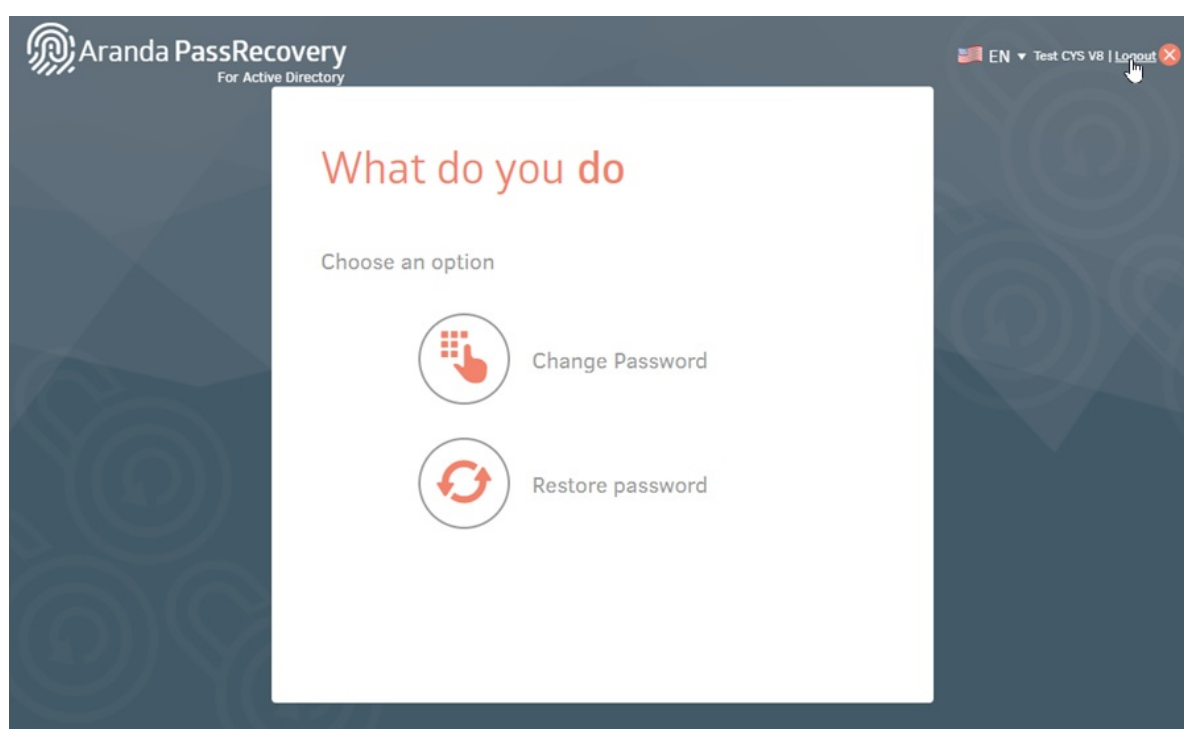 Aranda PassRecovery
For Active Directory
EN ▼ Test CYS V8 | Logout
What do you do
Choose an option
Change Password
Restore password